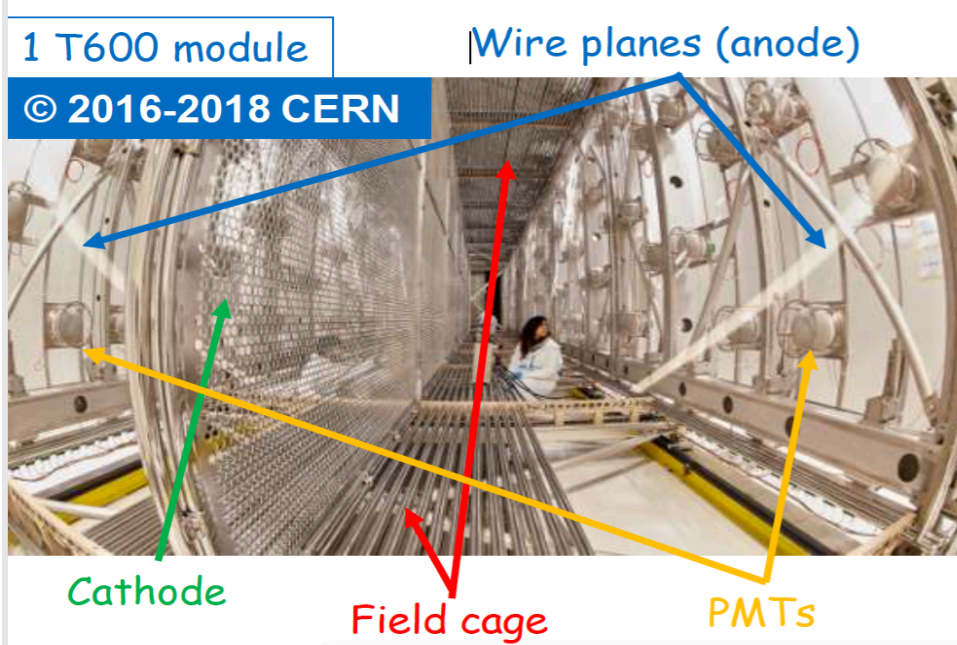 1 T600 module
Wire planes (anode)
© 2016-2018 CERN
Cathode
Field cage
PMTs